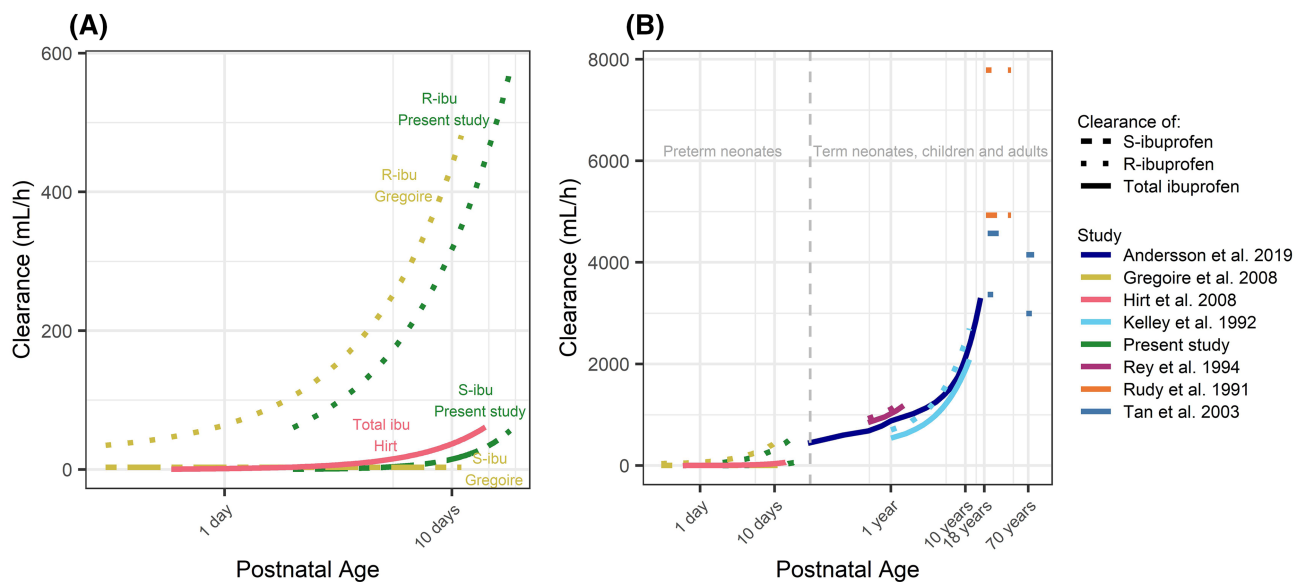 (A)
Clearance (mL/h)
600
400
200
0
R-ibu
Present study
R-ibu
Gregoire
S-ibu
Present study
Total ibu
Hirt
S-ibu
Gregoire
1 day
10 days
Postnatal Age
(B)
Clearance (mL/h)
8000
6000
4000
2000
0
Preterm neonates
Term neonates, children and adults
1 day
10 days
1 year
10 years
18 years
70 years
Postnatal Age
Clearance of:
S-ibuprofen
R-ibuprofen
Total ibuprofen
Study
Andersson et al. 2019
Gregoire et al. 2008
Hirt et al. 2008
Kelley et al. 1992
Present study
Rey et al. 1994
Rudy et al. 1991
Tan et al. 2003